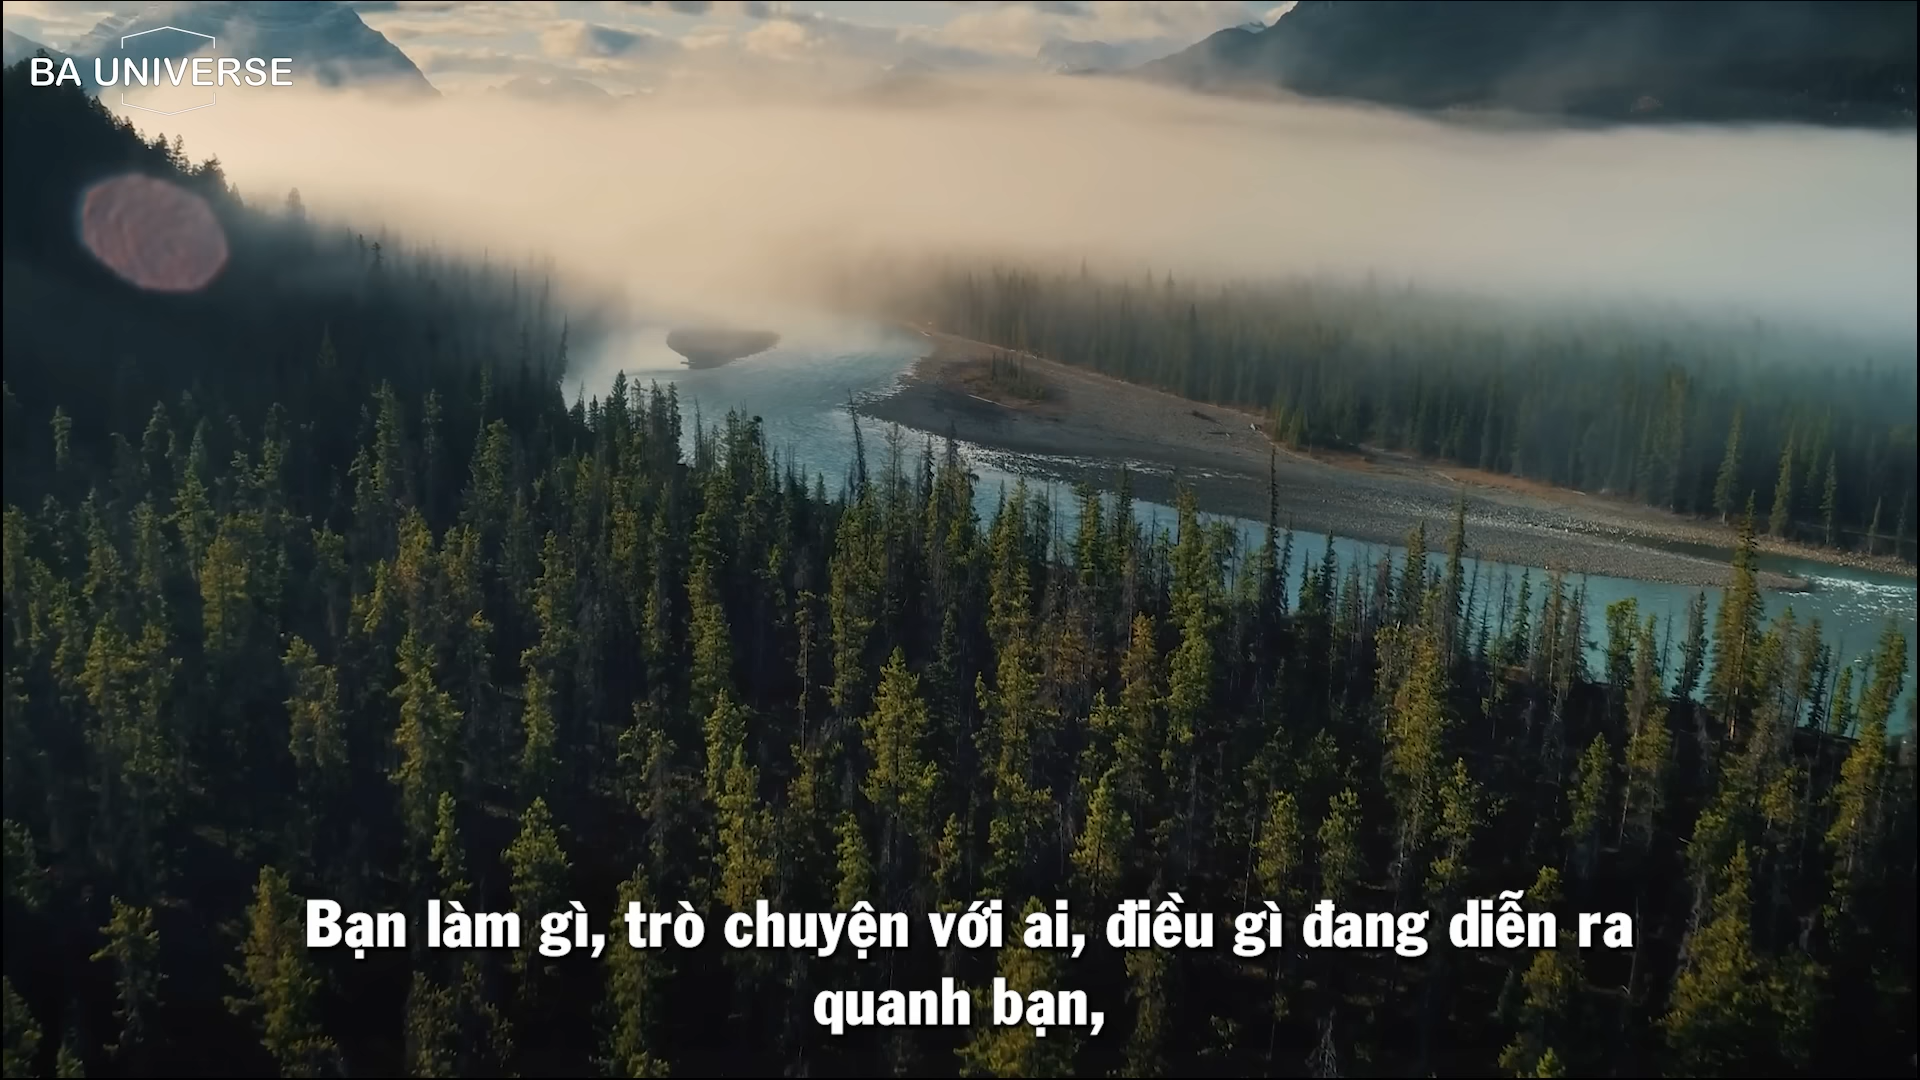 BA UNIVERSE
Bạn làm gì, trò chuyện với ai, điều gì đang diễn ra
quanh bạn,